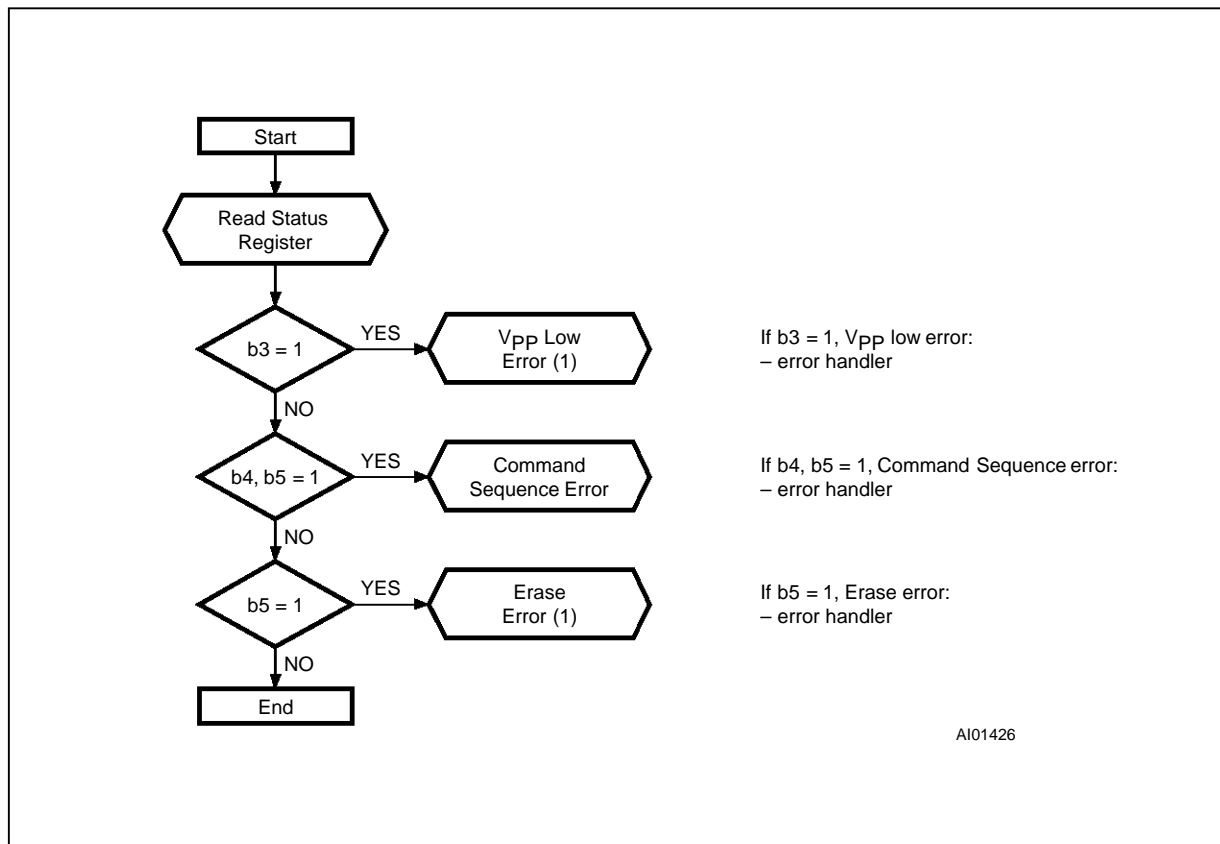 Start
Read Status
Register
b3 = 1
YES
VPP Low
Error (1)
If b3 = 1, VPP low error:
– error handler
NO
b4, b5 = 1
YES
Command
Sequence Error
If b4, b5 = 1, Command Sequence error:
– error handler
NO
b5 = 1
YES
Erase
Error (1)
If b5 = 1, Erase error:
– error handler
NO
End
AI01426